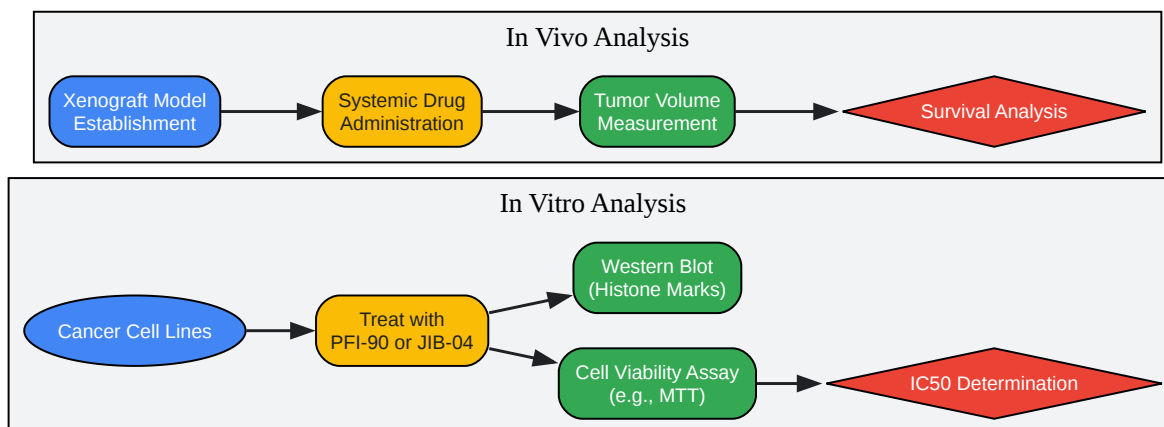 In Vivo Analysis
Xenograft Model
Establishment
Systemic Drug
Administration
Tumor Volume
Measurement
Survival Analysis
In Vitro Analysis
Cancer Cell Lines
Treat with
PFI-90 or JIB-04
Western Blot
(Histone Marks)
Cell Viability Assay
(e.g., MTT)
IC50 Determination